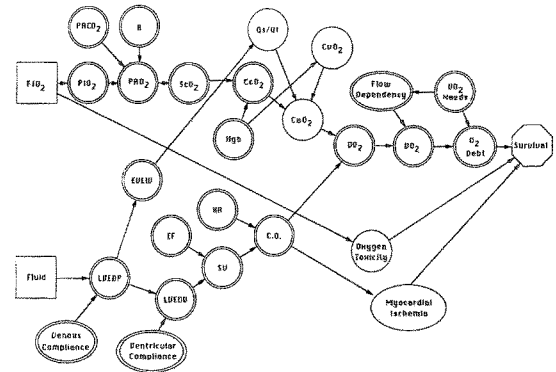 PACO₂
R
FIO₂
PIO₂
PAO₂
ScO₂
CcO₂
Hgb
Qs/Qt
CvO₂
CaO₂
Flow
Dependency
VO₂
Needs
DO₂
VO₂
O₂
Debt
Survival
EVLW
HR
EF
C.O.
SV
Fluid
LVEDP
LVEDV
Venous
Compliance
Ventricular
Compliance
Oxygen
Toxicity
Myocardial
Ischemia